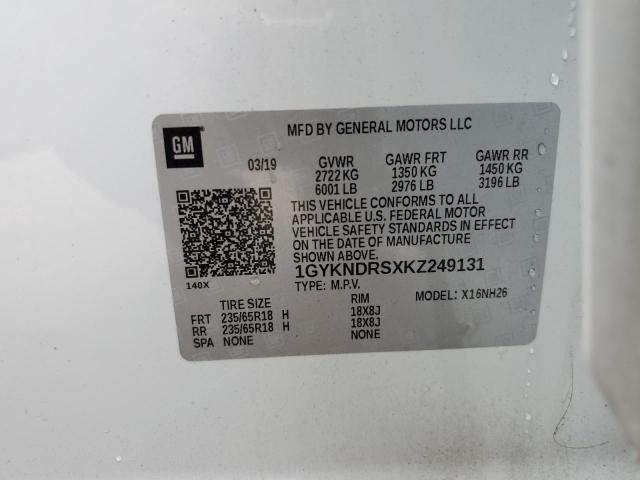 GM
MFD BY GENERAL MOTORS LLC
03/19 GVWR GAWR FRT GAWR RR
2722 KG 1350 KG 1450 KG
6001 LB 2976 LB 3196 LB
THIS VEHICLE CONFORMS TO ALL
APPLICABLE U.S. FEDERAL MOTOR
VEHICLE SAFETY STANDARDS IN EFFECT
ON THE DATE OF MANUFACTURE
SHOWN ABOVE.
1GYKNDRSXKZ249131
140X
TYPE: M.P.V. MODEL: X16NH26
TIRE SIZE RIM
FRT 235/65R18 H 18X8J
RR 235/65R18 H 18X8J
SPA NONE NONE